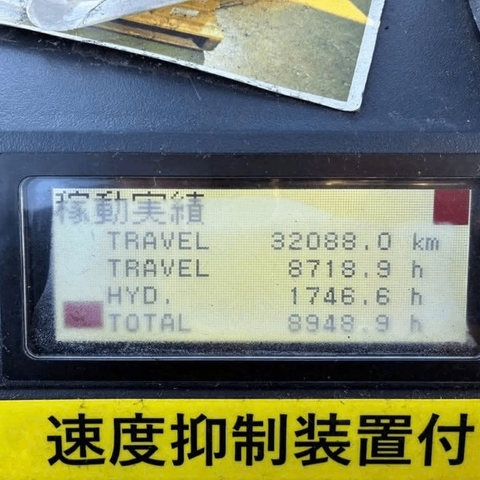 稼動実績
TRAVEL 32088.0 km
TRAVEL 8718.9 h
HYD. 1746.6 h
TOTAL 8948.9 h
速度抑制装置付